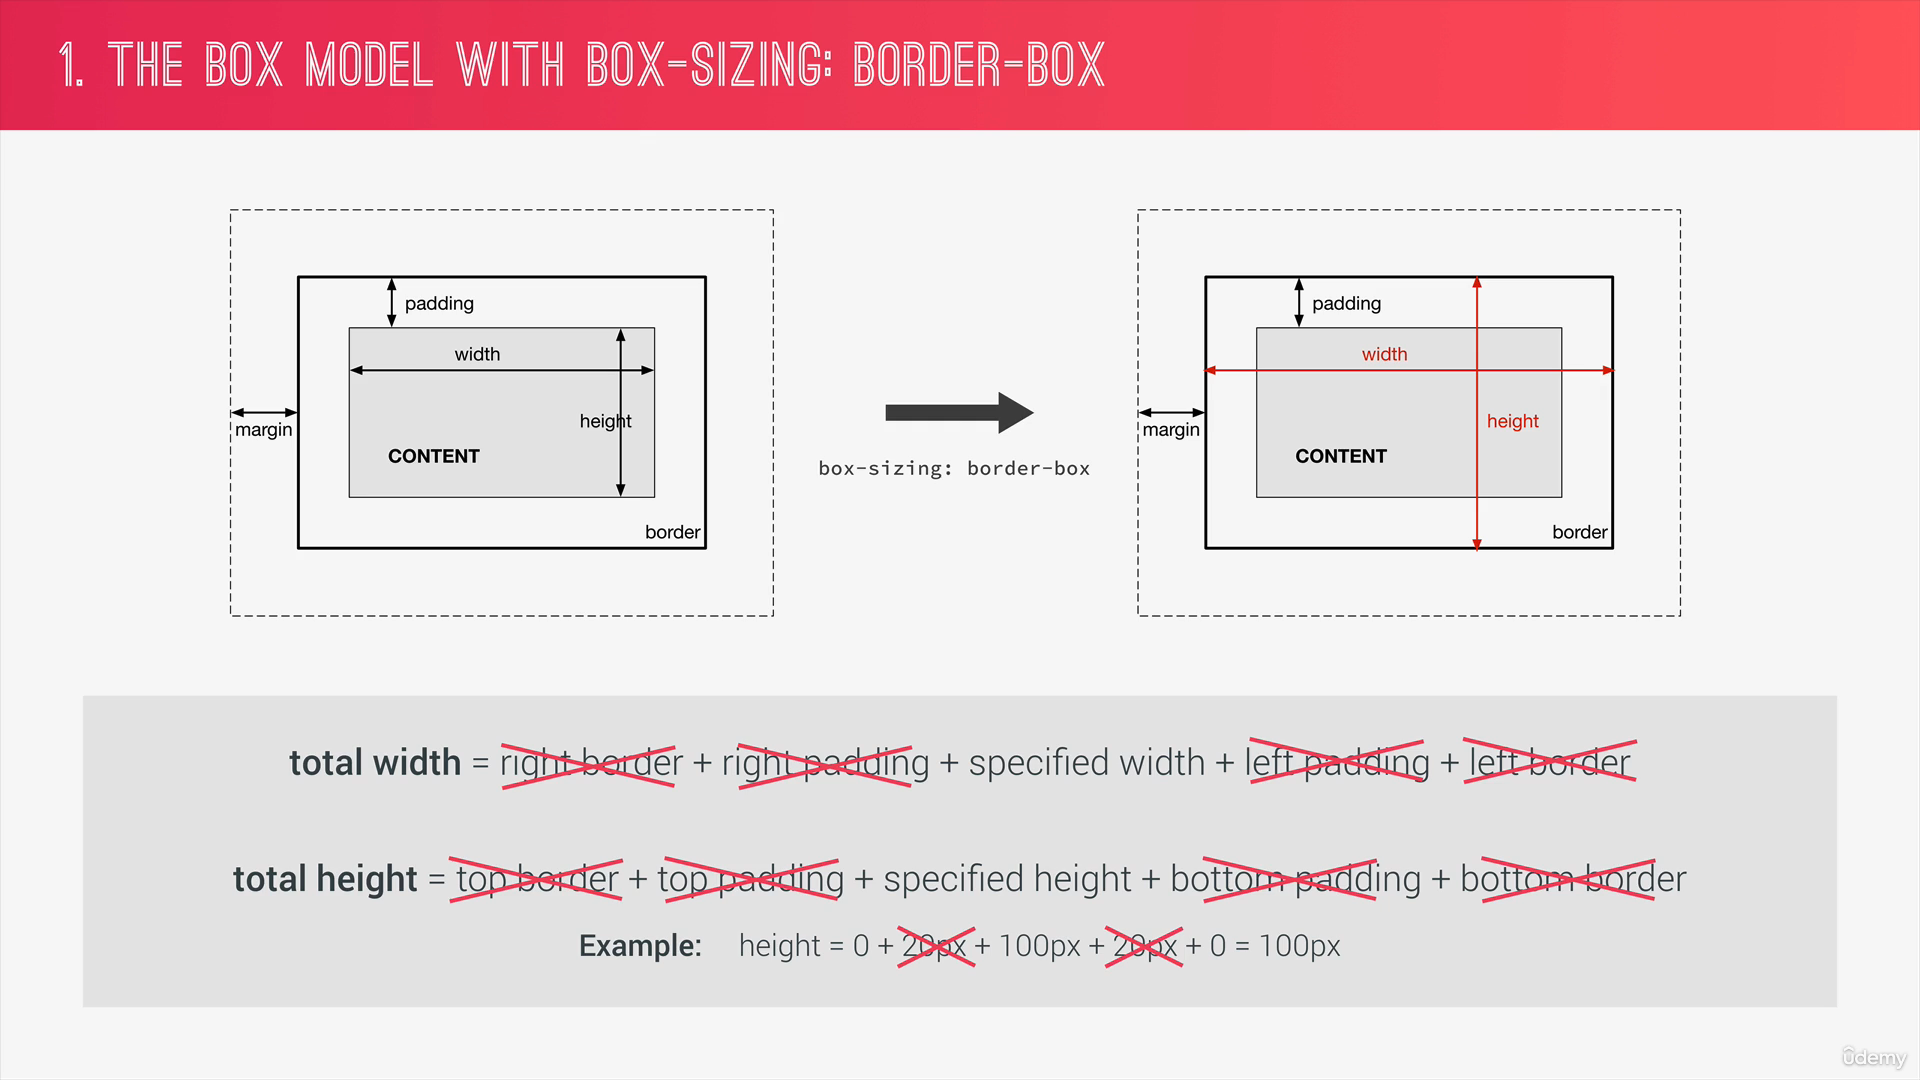 1. THE BOX MODEL WITH BOX-SIZING: BORDER-BOX
padding
width
height
margin
CONTENT
border
box-sizing: border-box
padding
width
height
margin
CONTENT
border
total width = right border + right padding + specified width + left padding + left border
total height = top border + top padding + specified height + bottom padding + bottom border
Example: height = 0 + 20px + 100px + 20px + 0 = 100px
ûdemy